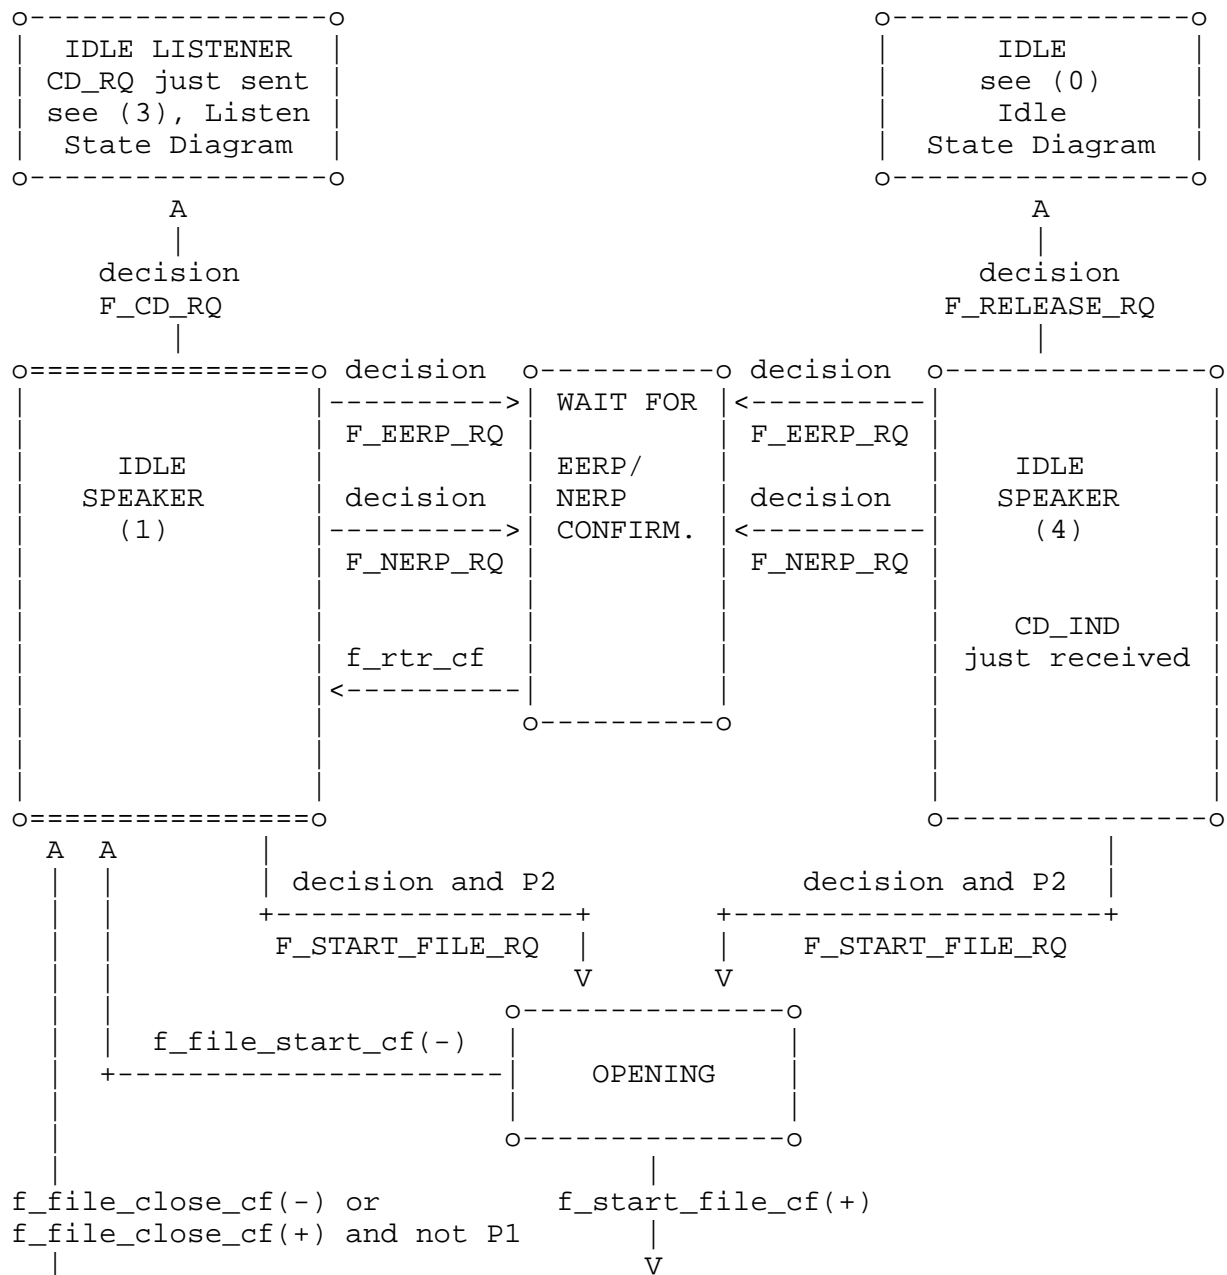 o-----------------o                               o-----------------o
|  IDLE LISTENER  |                               |      IDLE       |
| CD_RQ just sent |                               |     see (0)     |
| see (3), Listen |                               |      Idle       |
|  State Diagram  |                               |  State Diagram  |
o-----------------o                               o-----------------o
         A                                                 A
         |                                                 |
     decision                                          decision
     F_CD_RQ                                         F_RELEASE_RQ
         |                                                 |
o================o decision  o----------o decision  o---------------o
|                |---------->| WAIT FOR |<----------|               |
|                | F_EERP_RQ |          | F_EERP_RQ |               |
|     IDLE       |           | EERP/    |           |    IDLE       |
|   SPEAKER      | decision  | NERP     | decision  |  SPEAKER      |
|     (1)        |---------->| CONFIRM. |<----------|     (4)       |
|                | F_NERP_RQ |          | F_NERP_RQ |               |
|                |           |          |           |               |
|                |           |          |           |    CD_IND     |
|                | f_rtr_cf  |          |           | just received |
|                |<----------|          |           |               |
|                |           o----------o           |               |
|                |                                  |               |
|                |                                  |               |
o================o                                  o---------------o
  A  A        |                                               |
  |  |        | decision and P2              decision and P2  |
  |  |        +-----------------+       +---------------------+
  |  |         F_START_FILE_RQ  |       |    F_START_FILE_RQ
  |  |                          V       V
  |  |                      o---------------o
  |  |  f_file_start_cf(-)  |               |
  |  +----------------------|    OPENING    |
  |                         |               |
  |                         o---------------o
  |                                 |
f_file_close_cf(-) or          f_start_file_cf(+)
f_file_close_cf(+) and not P1       |
  |                                 V